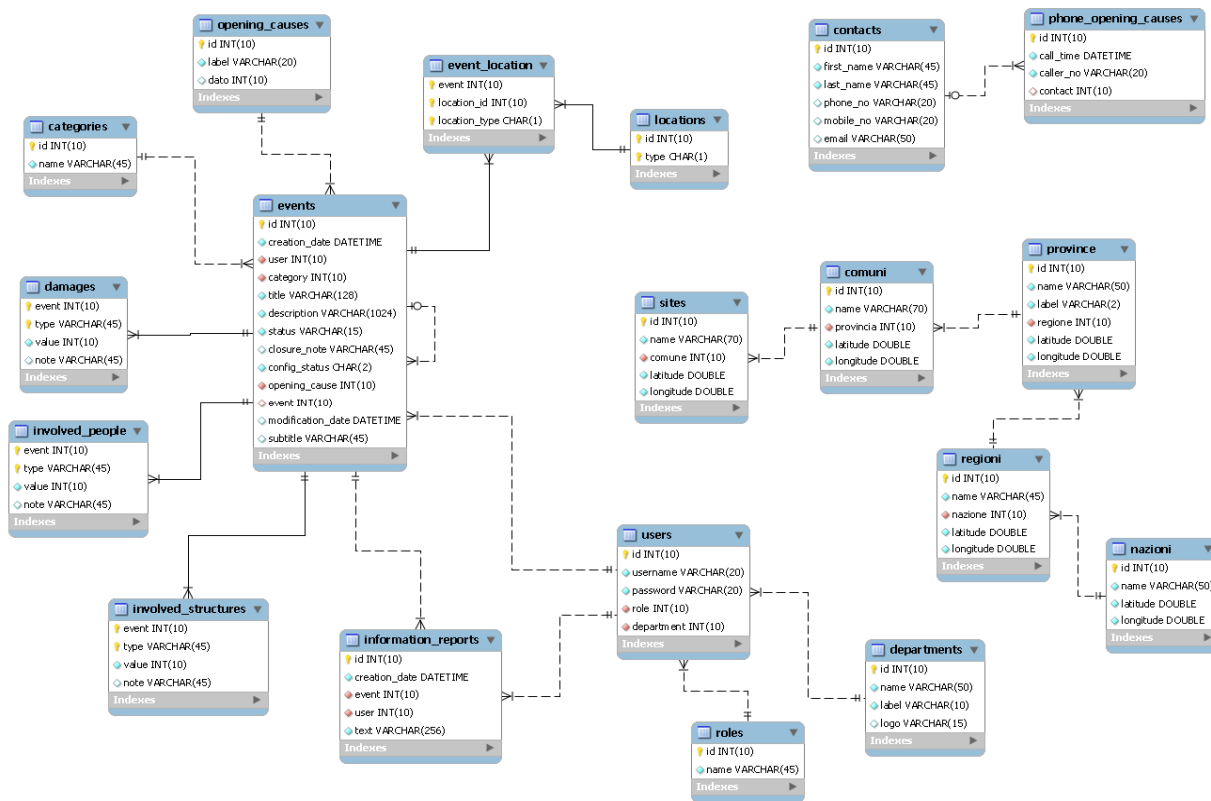 opening_causes
id INT(10)
label VARCHAR(20)
dato INT(10)
Indexes
event_location
event INT(10)
location_id INT(10)
location_type CHAR(1)
Indexes
contacts
id INT(10)
first_name VARCHAR(45)
last_name VARCHAR(45)
phone_no VARCHAR(20)
mobile_no VARCHAR(20)
email VARCHAR(50)
Indexes
phone_opening_causes
id INT(10)
call_time DATETIME
caller_no VARCHAR(20)
contact INT(10)
Indexes
categories
id INT(10)
name VARCHAR(45)
Indexes
locations
id INT(10)
type CHAR(1)
Indexes
events
id INT(10)
creation_date DATETIME
user INT(10)
category INT(10)
title VARCHAR(128)
description VARCHAR(1024)
status VARCHAR(15)
closure_note VARCHAR(45)
config_status CHAR(2)
opening_cause INT(10)
event INT(10)
modification_date DATETIME
subtitle VARCHAR(45)
Indexes
damages
event INT(10)
type VARCHAR(45)
value INT(10)
note VARCHAR(45)
Indexes
sites
id INT(10)
name VARCHAR(70)
comune INT(10)
latitude DOUBLE
longitude DOUBLE
Indexes
comuni
id INT(10)
name VARCHAR(70)
provincia INT(10)
latitude DOUBLE
longitude DOUBLE
Indexes
province
id INT(10)
name VARCHAR(50)
label VARCHAR(2)
regione INT(10)
latitude DOUBLE
longitude DOUBLE
Indexes
involved_people
event INT(10)
type VARCHAR(45)
value INT(10)
note VARCHAR(45)
Indexes
regioni
id INT(10)
name VARCHAR(45)
nazione INT(10)
latitude DOUBLE
longitude DOUBLE
Indexes
nazioni
id INT(10)
name VARCHAR(50)
latitude DOUBLE
longitude DOUBLE
Indexes
users
id INT(10)
username VARCHAR(20)
password VARCHAR(20)
role INT(10)
department INT(10)
Indexes
involved_structures
event INT(10)
type VARCHAR(45)
value INT(10)
note VARCHAR(45)
Indexes
information_reports
id INT(10)
creation_date DATETIME
event INT(10)
user INT(10)
text VARCHAR(256)
Indexes
departments
id INT(10)
name VARCHAR(50)
label VARCHAR(10)
logo VARCHAR(15)
Indexes
roles
id INT(10)
name VARCHAR(45)
Indexes